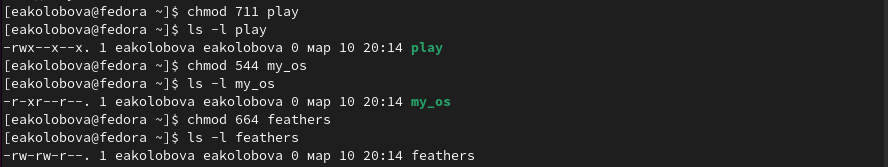 [eakolobova@fedora ~]$ chmod 711 play
[eakolobova@fedora ~]$ ls -l play
-rwx--x--x. 1 eakolobova eakolobova 0 мар 10 20:14 play
[eakolobova@fedora ~]$ chmod 544 my_os
[eakolobova@fedora ~]$ ls -l my_os
-r-xr--r--. 1 eakolobova eakolobova 0 мар 10 20:14 my_os
[eakolobova@fedora ~]$ chmod 664 feathers
[eakolobova@fedora ~]$ ls -l feathers
-rw-rw-r--. 1 eakolobova eakolobova 0 мар 10 20:14 feathers